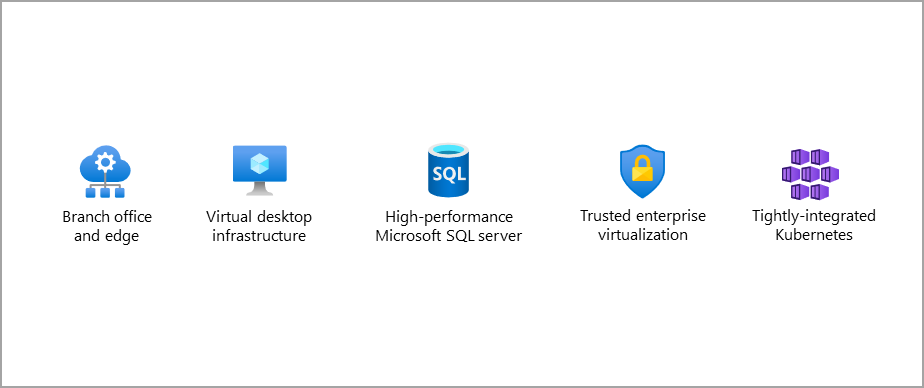 SQL
Branch office
and edge
Virtual desktop
infrastructure
High-performance
Microsoft SQL server
Trusted enterprise
virtualization
Tightly-integrated
Kubernetes